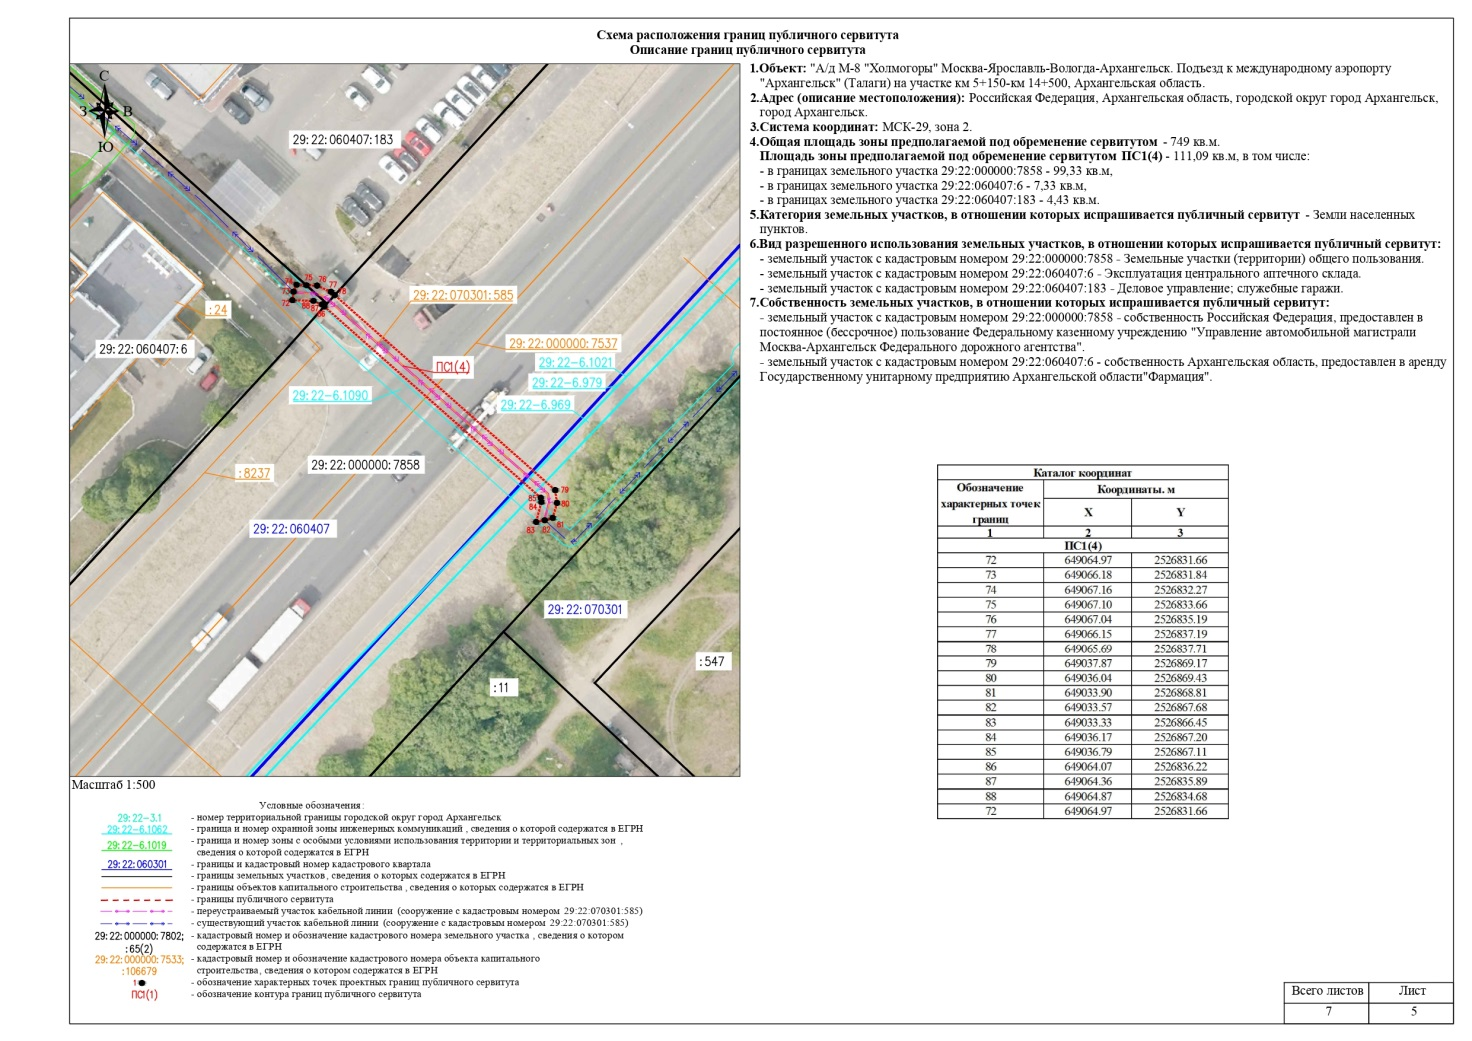 Схема расположения границ публичного сервитута
Описание границ публичного сервитута
С
З
В
Ю
29:22:060407:183
29:22:070301:585
:24
29:22:000000:7537
29:22:060407:6
29:22-6.1021
ПС1(4)
29:22-6.979
29:22-6.1090
29:22-6.969
29:22:000000:7858
:8237
29:22:060407
29:22:070301
:547
:11
74
75
76
77
73
78
72
88
87
86
79
85
80
84
81
83
82
1.Объект: "А/д М-8 "Холмогоры" Москва-Ярославль-Вологда-Архангельск. Подъезд к международному аэропорту
"Архангельск" (Талаги) на участке км 5+150-км 14+500, Архангельская область.
2.Адрес (описание местоположения): Российская Федерация, Архангельская область, городской округ город Архангельск,
город Архангельск.
3.Система координат: МСК-29, зона 2.
4.Общая площадь зоны предполагаемой под обременение сервитутом - 749 кв.м.
Площадь зоны предполагаемой под обременение сервитутом ПС1(4) - 111,09 кв.м, в том числе:
- в границах земельного участка 29:22:000000:7858 - 99,33 кв.м,
- в границах земельного участка 29:22:060407:6 - 7,33 кв.м,
- в границах земельного участка 29:22:060407:183 - 4,43 кв.м.
5.Категория земельных участков, в отношении которых испрашивается публичный сервитут - Земли населенных
пунктов.
6.Вид разрешенного использования земельных участков, в отношении которых испрашивается публичный сервитут:
- земельный участок с кадастровым номером 29:22:000000:7858 - Земельные участки (территории) общего пользования.
- земельный участок с кадастровым номером 29:22:060407:6 - Эксплуатация центрального аптечного склада.
- земельный участок с кадастровым номером 29:22:060407:183 - Деловое управление; служебные гаражи.
7.Собственность земельных участков, в отношении которых испрашивается публичный сервитут:
- земельный участок с кадастровым номером 29:22:000000:7858 - собственность Российская Федерация, предоставлен в
постоянное (бессрочное) пользование Федеральному казенному учреждению "Управление автомобильной магистрали
Москва-Архангельск Федерального дорожного агентства".
- земельный участок с кадастровым номером 29:22:060407:6 - собственность Архангельская область, предоставлен в аренду
Государственному унитарному предприятию Архангельской области"Фармация".
Каталог координат
Обозначение характерных точек границ
Координаты. м
X Y
1 2 3
ПС1(4)
72 649064.97 2526831.66
73 649066.18 2526831.84
74 649067.16 2526832.27
75 649067.10 2526833.66
76 649067.04 2526835.19
77 649066.15 2526837.19
78 649065.69 2526837.71
79 649037.87 2526869.17
80 649036.04 2526869.43
81 649033.90 2526868.81
82 649033.57 2526867.68
83 649033.33 2526866.45
84 649036.17 2526867.20
85 649036.79 2526867.11
86 649064.07 2526836.22
87 649064.36 2526835.89
88 649064.87 2526834.68
72 649064.97 2526831.66
Масштаб 1:500
Условные обозначения:
29:22-3.1 - номер территориальной границы городской округ город Архангельск
29:22-6.1062 - граница и номер охранной зоны инженерных коммуникаций , сведения о которой содержатся в ЕГРН
29:22-6.1019 - граница и номер зоны с особыми условиями использования территории и территориальных зон ,
сведения о которой содержатся в ЕГРН
29:22:060301 - границы и кадастровый номер кадастрового квартала
- границы земельных участков , сведения о которых содержатся в ЕГРН
- границы объектов капитального строительства , сведения о которых содержатся в ЕГРН
- границы публичного сервитута
- переустраиваемый участок кабельной линии (сооружение с кадастровым номером 29:22:070301:585)
- существующий участок кабельной линии (сооружение с кадастровым номером 29:22:070301:585)
29:22:000000:7802; - кадастровый номер и обозначение кадастрового номера земельного участка , сведения о котором
:65(2) содержатся в ЕГРН
29:22:000000:7533; - кадастровый номер и обозначение кадастрового номера объекта капитального
:106679 строительства, сведения о котором содержатся в ЕГРН
1 - обозначение характерных точек проектных границ публичного сервитута
ПС1(1) - обозначение контура границ публичного сервитута
Всего листов Лист
7 5